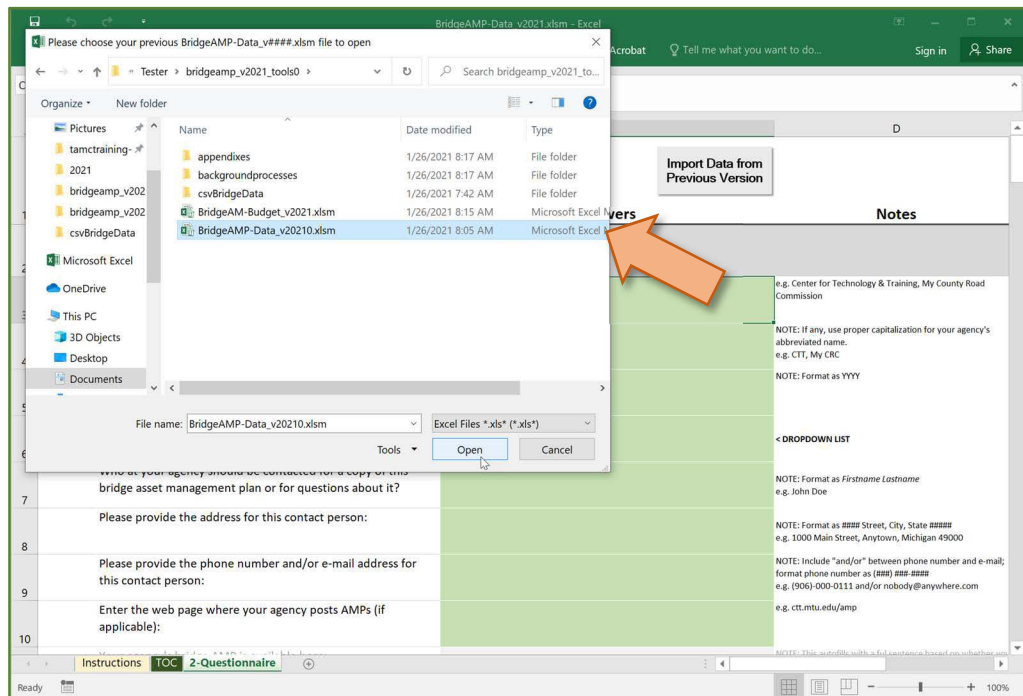 BridgeAMP-Data_v2021.xlsm - Excel
Acrobat
Tell me what you want to do...
Sign in
Share
Please choose your previous BridgeAMP-Data_v####.xlsm file to open
« Tester › bridgeamp_v2021_tools0 ›
Search bridgeamp_v2021_to...
Organize
New folder
Name
Date modified
Type
Pictures
tamctraining-
2021
bridgeamp_v202
bridgeamp_v202
csvBridgeData
Microsoft Excel
OneDrive
This PC
3D Objects
Desktop
Documents
appendixes 1/26/2021 8:17 AM File folder
backgroundprocesses 1/26/2021 8:17 AM File folder
csvBridgeData 1/26/2021 7:42 AM File folder
BridgeAM-Budget_v2021.xlsm 1/26/2021 8:15 AM Microsoft Excel M
BridgeAMP-Data_v20210.xlsm 1/26/2021 8:05 AM Microsoft Excel
File name: BridgeAMP-Data_v20210.xlsm
Excel Files *.xls* (*.xls*)
Tools
Open
Cancel
D
Import Data from
Previous Version
vers
Notes
e.g. Center for Technology & Training, My County Road
Commission
NOTE: If any, use proper capitalization for your agency's
abbreviated name.
e.g. CTT, My CRC
NOTE: Format as YYYY
< DROPDOWN LIST
7
bridge asset management plan or for questions about it?
NOTE: Format as Firstname Lastname
e.g. John Doe
8
Please provide the address for this contact person:
NOTE: Format as #### Street, City, State #####
e.g. 1000 Main Street, Anytown, Michigan 49000
9
Please provide the phone number and/or e-mail address for
this contact person:
NOTE: Include "and/or" between phone number and e-mail;
format phone number as (###) ###-####
e.g. (906)-000-0111 and/or nobody@anywhere.com
10
Enter the web page where your agency posts AMPs (if
applicable):
e.g. ctt.mtu.edu/amp
Instructions
TOC
2-Questionnaire
Ready
100%